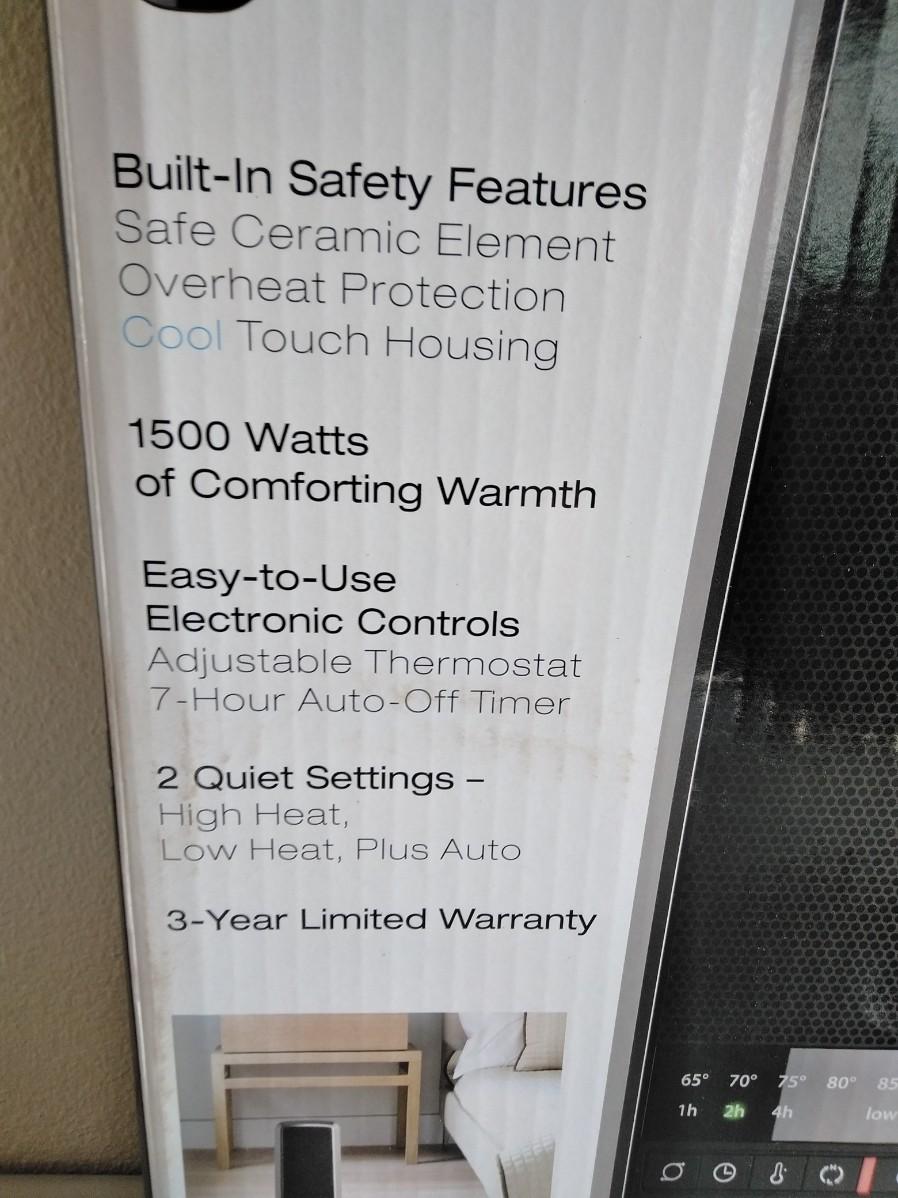 Built-In Safety Features
Safe Ceramic Element
Overheat Protection
Cool Touch Housing
1500 Watts
of Comforting Warmth
Easy-to-Use
Electronic Controls
Adjustable Thermostat
7-Hour Auto-Off Timer
2 Quiet Settings –
High Heat,
Low Heat, Plus Auto
3-Year Limited Warranty
65° 70° 75° 80° 85
1h 2h 4h low